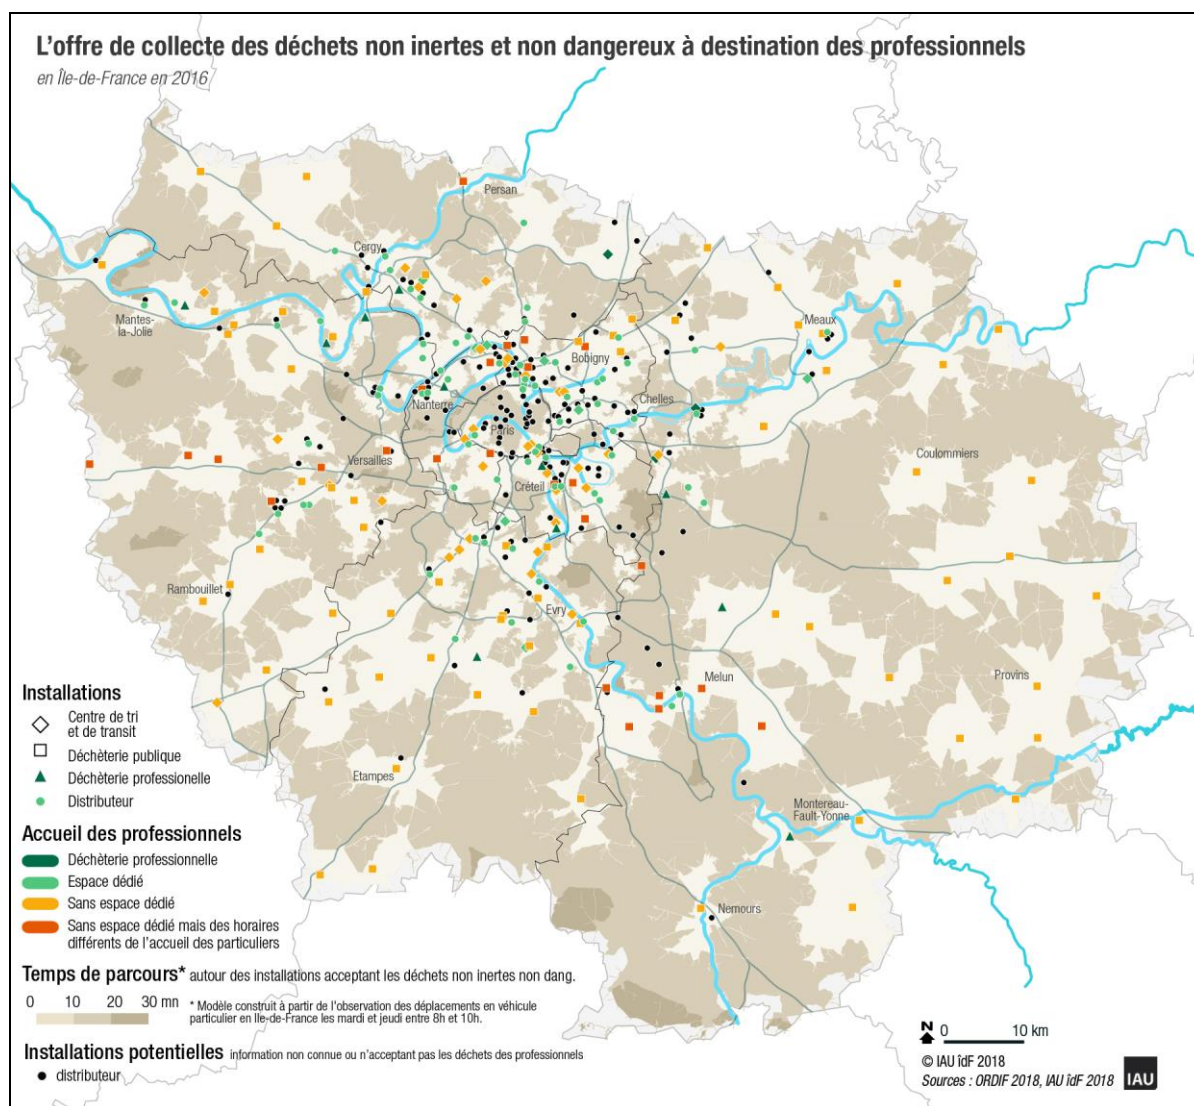 L'offre de collecte des déchets non inertes et non dangereux à destination des professionnels
en Île-de-France en 2016
Persan
Cergy
Mantes-
la-Jolie
Meaux
Bobigny
Nanterre
Chelles
Paris
Coulommiers
Versailles
Créteil
Rambouillet
Evry
Melun
Provins
Etampes
Montereau-
Fault-Yonne
Nemours
Installations
Centre de tri
et de transit
Déchèterie publique
Déchèterie professionelle
Distributeur
Accueil des professionnels
Déchèterie professionnelle
Espace dédié
Sans espace dédié
Sans espace dédié mais des horaires
différents de l'accueil des particuliers
Temps de parcours* autour des installations acceptant les déchets non inertes non dang.
0 10 20 30 mn
* Modèle construit à partir de l'observation des déplacements en véhicule
particulier en Ile-de-France les mardi et jeudi entre 8h et 10h.
Installations potentielles information non connue ou n'acceptant pas les déchets des professionnels
distributeur
N 0 10 km
© IAU îdF 2018
Sources : ORDIF 2018, IAU îdF 2018
IAU